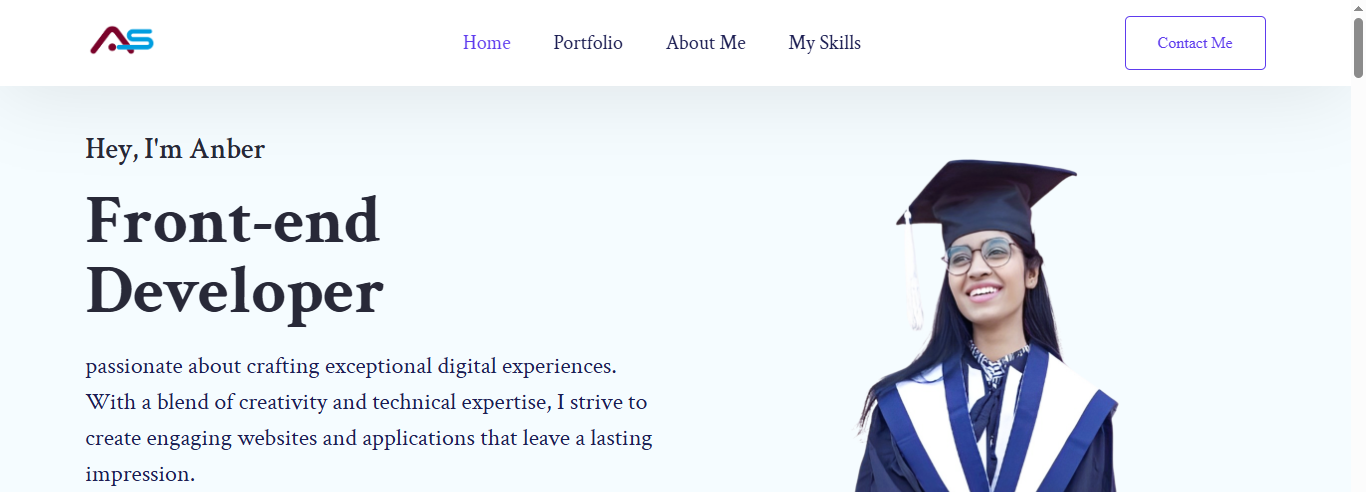 AS
Home Portfolio About Me My Skills Contact Me
Hey, I'm Anber
Front-end
Developer
passionate about crafting exceptional digital experiences.
With a blend of creativity and technical expertise, I strive to
create engaging websites and applications that leave a lasting
impression.